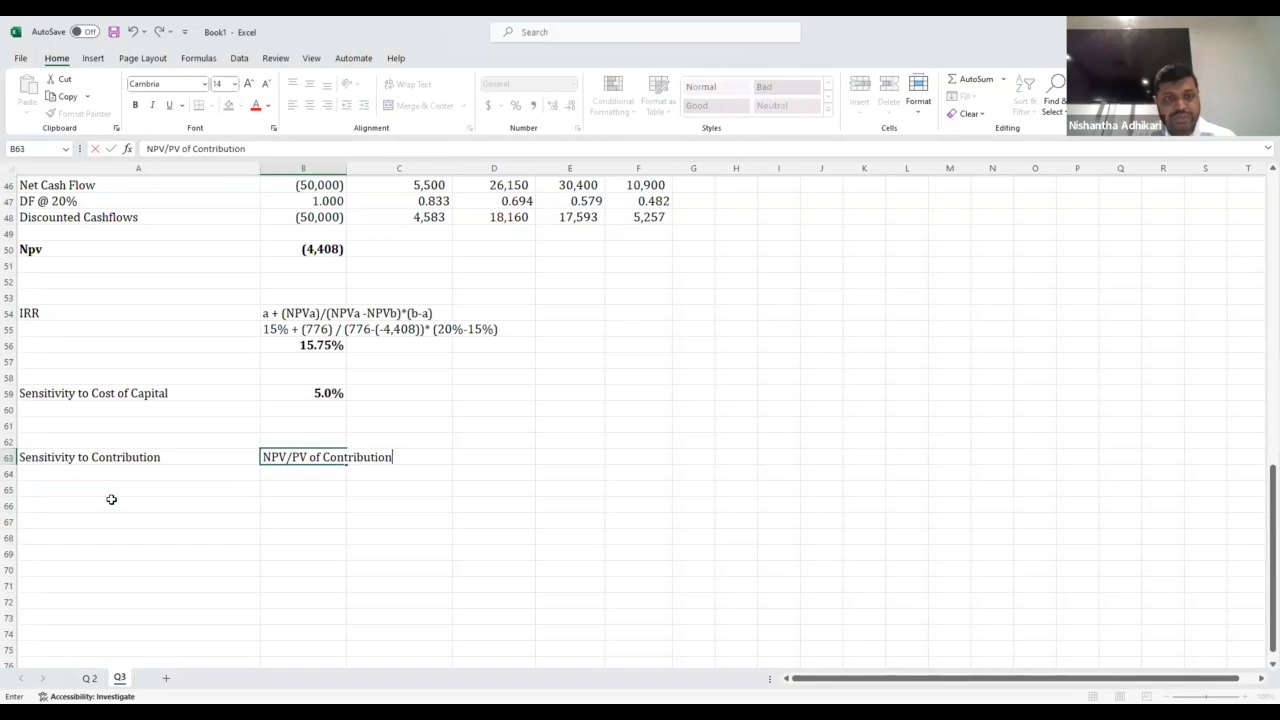 AutoSave Off Book1 - Excel Search
File Home Insert Page Layout Formulas Data Review View Automate Help
Cut Cambria 14 Wrap Text General Normal Bad AutoSum
Copy Fill
Paste Format Painter Merge & Center Conditional Formatting Format as Table Neutral Insert Delete Format Clear Sort & Find & Select
Nishantha Adhikari
Clipboard Font Alignment Number Styles Cells Editing
B63 NPV/PV of Contribution
A B C D E F G H I J K L M N O P Q R S T
46 Net Cash Flow (50,000) 5,500 26,150 30,400 10,900
47 DF @ 20% 1.000 0.833 0.694 0.579 0.482
48 Discounted Cashflows (50,000) 4,583 18,160 17,593 5,257
49
50 Npv (4,408)
51
52
53
54 IRR a + (NPVa)/(NPVa -NPVb)*(b-a)
55 15% + (776) / (776-(-4,408))* (20%-15%)
56 15.75%
57
58
59 Sensitivity to Cost of Capital 5.0%
60
61
62
63 Sensitivity to Contribution NPV/PV of Contribution
64
65
66
67
68
69
70
71
72
73
74
75
76
Q 2 Q3
Enter Accessibility: Investigate 100%